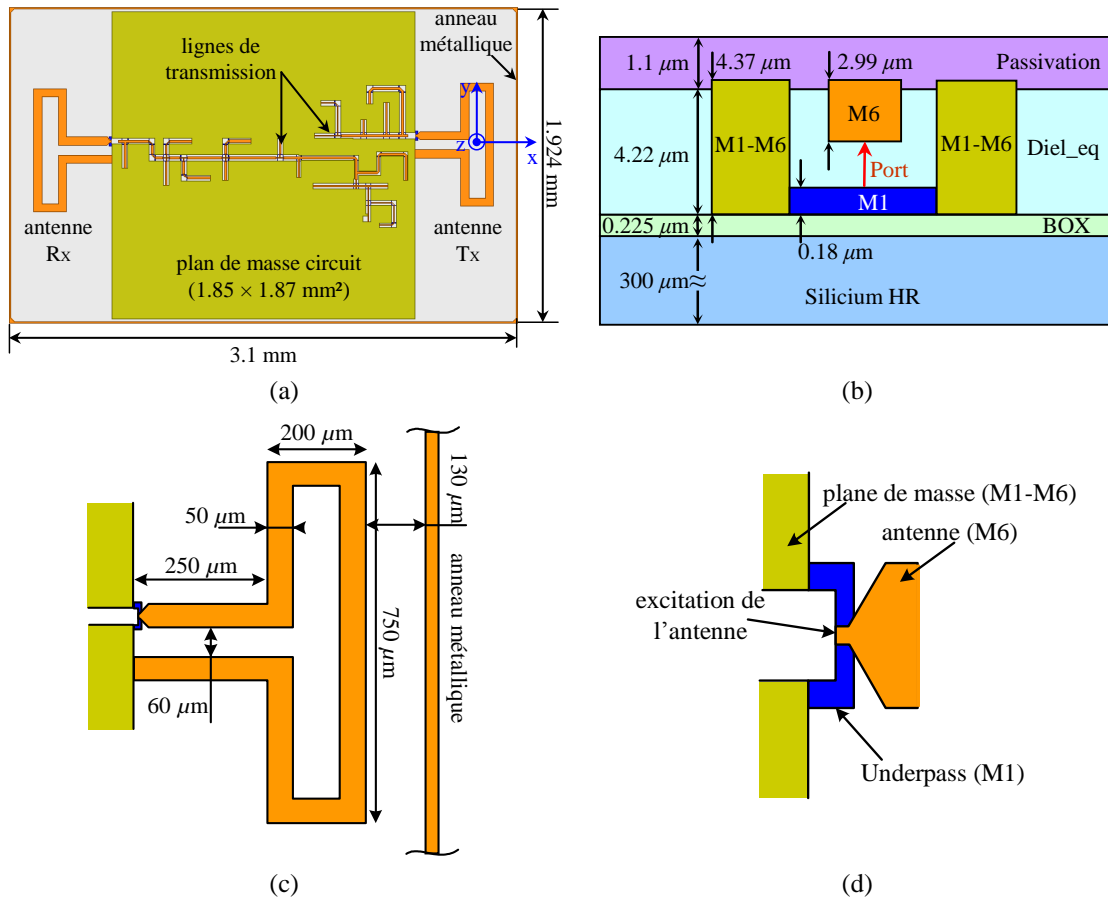 anneau
métallique
lignes de
transmission
y
z
x
1.924 mm
antenne
Rx
antenne
Tx
plan de masse circuit
(1.85 × 1.87 mm²)
3.1 mm
(a)
1.1 µm
4.37 µm
2.99 µm
Passivation
M6
M1-M6
M1-M6
4.22 µm
Diel_eq
Port
M1
0.225 µm
BOX
0.18 µm
300 µm
≈
Silicium HR
(b)
200 µm
130 µm
50 µm
250 µm
750 µm
60 µm
anneau métallique
(c)
plane de masse (M1-M6)
antenne (M6)
excitation de
l’antenne
Underpass (M1)
(d)